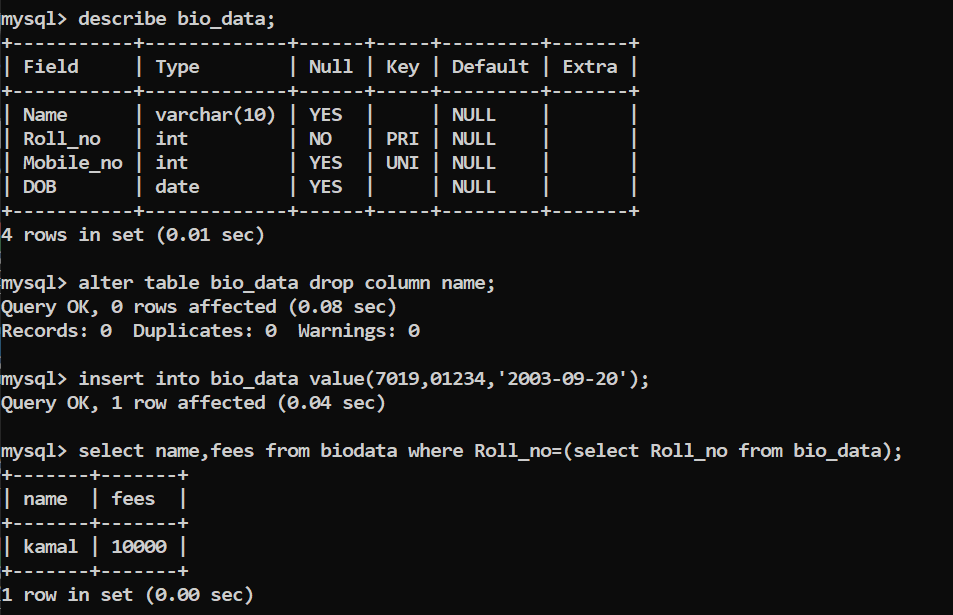 mysql> describe bio_data;
+-----------+-------------+------+-----+---------+-------+
| Field     | Type        | Null | Key | Default | Extra |
+-----------+-------------+------+-----+---------+-------+
| Name      | varchar(10) | YES  |     | NULL    |       |
| Roll_no   | int         | NO   | PRI | NULL    |       |
| Mobile_no | int         | YES  | UNI | NULL    |       |
| DOB       | date        | YES  |     | NULL    |       |
+-----------+-------------+------+-----+---------+-------+
4 rows in set (0.01 sec)
mysql> alter table bio_data drop column name;
Query OK, 0 rows affected (0.08 sec)
Records: 0  Duplicates: 0  Warnings: 0
mysql> insert into bio_data value(7019,01234,'2003-09-20');
Query OK, 1 row affected (0.04 sec)
mysql> select name,fees from biodata where Roll_no=(select Roll_no from bio_data);
+-------+-------+
| name  | fees  |
+-------+-------+
| kamal | 10000 |
+-------+-------+
1 row in set (0.00 sec)